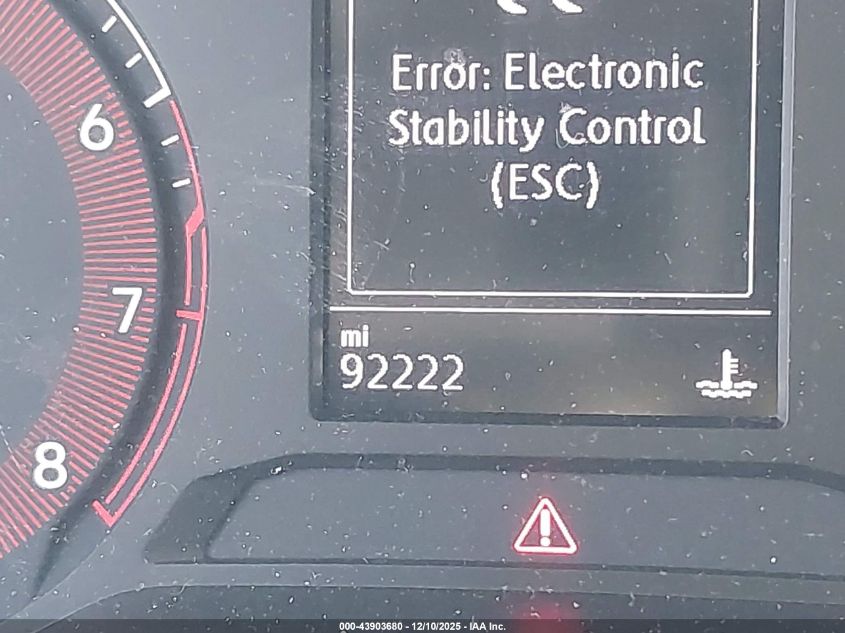 Error: Electronic
Stability Control
(ESC)
6
7
8
mi
92222
000-43903680 - 12/10/2025 - IAA Inc.